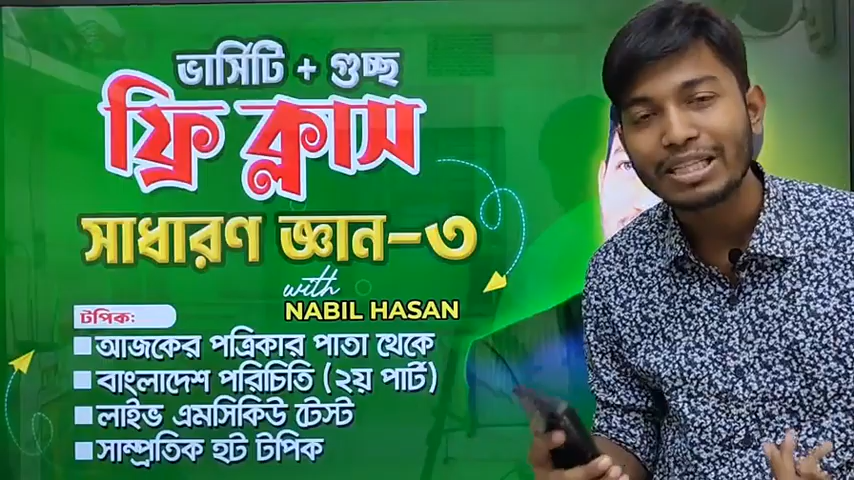 ভার্সিটি + গুচ্ছ
ফ্রি ক্লাস
সাধারণ জ্ঞান-৩
with
NABIL HASAN
টপিক:
আজকের পত্রিকার পাতা থেকে
বাংলাদেশ পরিচিতি (২য় পার্ট)
লাইভ এমসিকিউ টেস্ট
সাম্প্রতিক হট টপিক